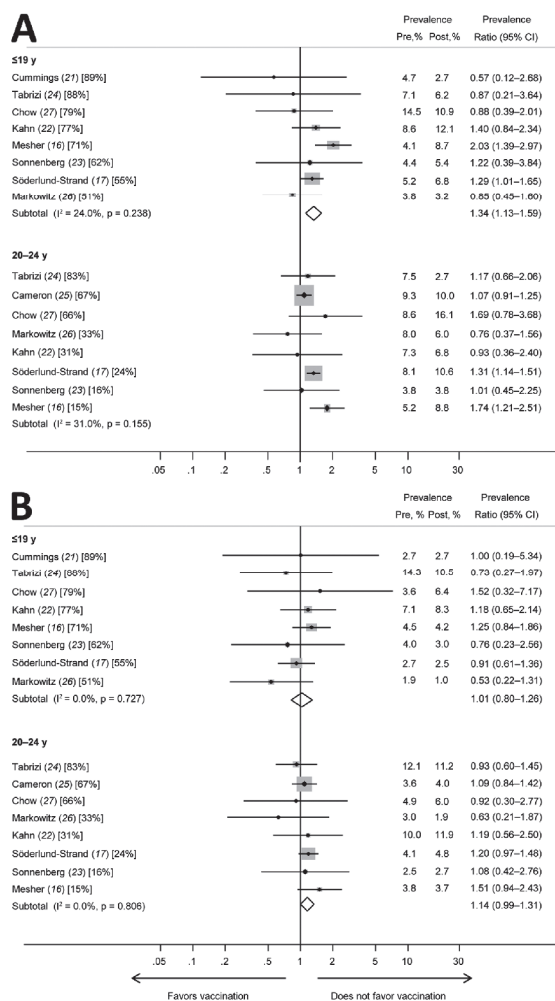 A
Prevalence Prevalence
Pre,% Post,% Ratio (95% CI)
≤19 y
Cummings (21) [89%] 4.7 2.7 0.57 (0.12–2.68)
Tabrizi (24) [88%] 7.1 6.2 0.87 (0.21–3.64)
Chow (27) [79%] 14.5 10.9 0.88 (0.39–2.01)
Kahn (22) [77%] 8.6 12.1 1.40 (0.84–2.34)
Mesher (16) [71%] 4.1 8.7 2.03 (1.39–2.97)
Sonnenberg (23) [62%] 4.4 5.4 1.22 (0.39–3.84)
Söderlund-Strand (17) [55%] 5.2 6.8 1.29 (1.01–1.65)
Markowitz (26) [51%] 3.8 3.2 0.85 (0.45–1.60)
Subtotal (I² = 24.0%, p = 0.238) 1.34 (1.13–1.59)
20–24 y
Tabrizi (24) [83%] 7.5 2.7 1.17 (0.66–2.06)
Cameron (25) [67%] 9.3 10.0 1.07 (0.91–1.25)
Chow (27) [66%] 8.6 16.1 1.69 (0.78–3.68)
Markowitz (26) [33%] 8.0 6.0 0.76 (0.37–1.56)
Kahn (22) [31%] 7.3 6.8 0.93 (0.36–2.40)
Söderlund-Strand (17) [24%] 8.1 10.6 1.31 (1.14–1.51)
Sonnenberg (23) [16%] 3.8 3.8 1.01 (0.45–2.25)
Mesher (16) [15%] 5.2 8.8 1.74 (1.21–2.51)
Subtotal (I² = 31.0%, p = 0.155)
.05 .1 .2 .5 1 2 5 10 30
B
Prevalence Prevalence
Pre, % Post, % Ratio (95% CI)
≤19 y
Cummings (21) [89%] 2.7 2.7 1.00 (0.19–5.34)
Tabrizi (24) [88%] 14.3 10.5 0.73 (0.27–1.97)
Chow (27) [79%] 3.6 6.4 1.52 (0.32–7.17)
Kahn (22) [77%] 7.1 8.3 1.18 (0.65–2.14)
Mesher (16) [71%] 4.5 4.2 1.25 (0.84–1.86)
Sonnenberg (23) [62%] 4.0 3.0 0.76 (0.23–2.56)
Söderlund-Strand (17) [55%] 2.7 2.5 0.91 (0.61–1.36)
Markowitz (26) [51%] 1.9 1.0 0.53 (0.22–1.31)
Subtotal (I² = 0.0%, p = 0.727) 1.01 (0.80–1.26)
20–24 y
Tabrizi (24) [83%] 12.1 11.2 0.93 (0.60–1.45)
Cameron (25) [67%] 3.6 4.0 1.09 (0.84–1.42)
Chow (27) [66%] 4.9 6.0 0.92 (0.30–2.77)
Markowitz (26) [33%] 3.0 1.9 0.63 (0.21–1.87)
Kahn (22) [31%] 10.0 11.9 1.19 (0.56–2.50)
Söderlund-Strand (17) [24%] 4.1 4.8 1.20 (0.97–1.48)
Sonnenberg (23) [16%] 2.5 2.7 1.08 (0.42–2.76)
Mesher (16) [15%] 3.8 3.7 1.51 (0.94–2.43)
Subtotal (I² = 0.0%, p = 0.806) 1.14 (0.99–1.31)
.05 .1 .2 .5 1 2 5 10 30
Favors vaccination Does not favor vaccination